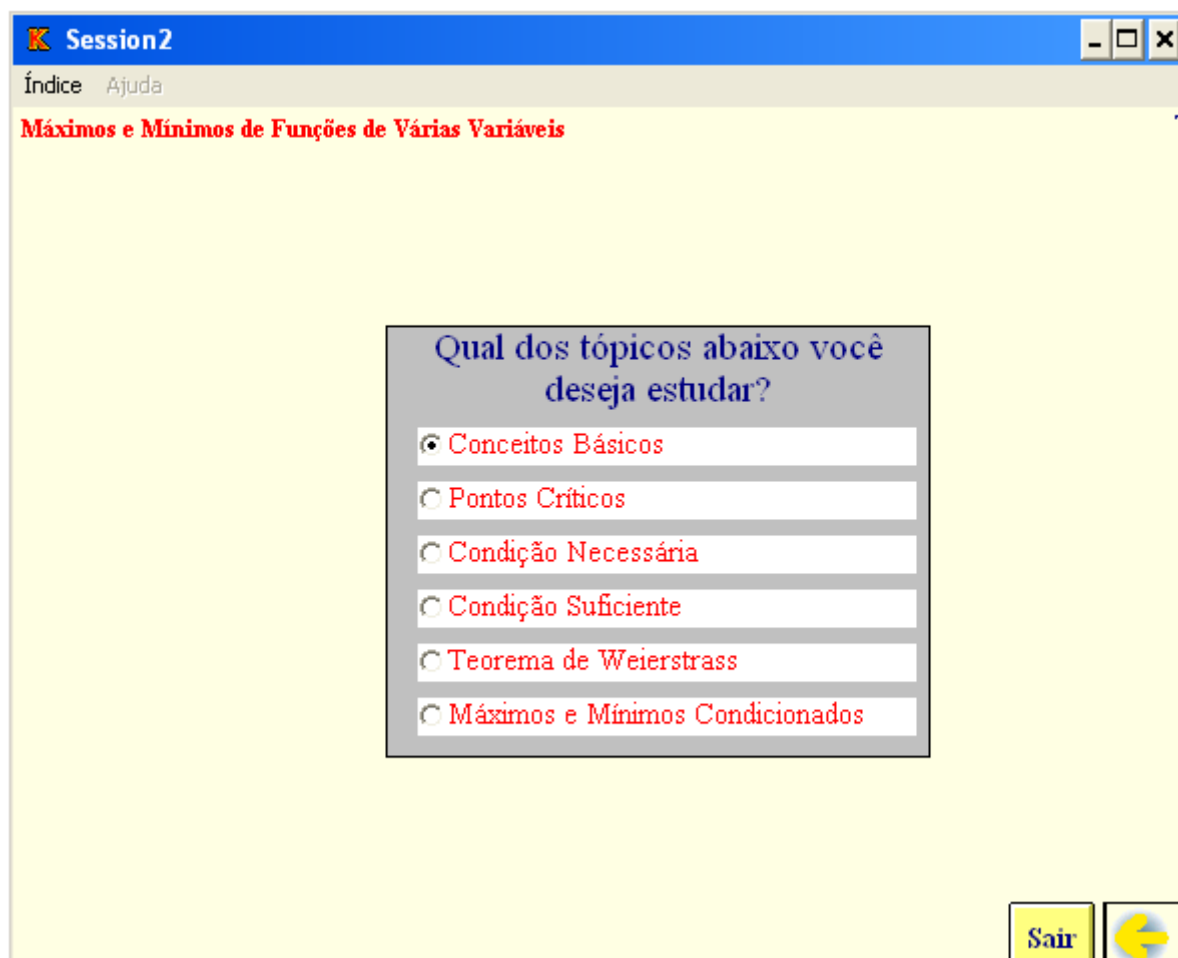 K Session2
Índice Ajuda
Máximos e Mínimos de Funções de Várias Variáveis
Qual dos tópicos abaixo você
deseja estudar?
Conceitos Básicos
Pontos Críticos
Condição Necessária
Condição Suficiente
Teorema de Weierstrass
Máximos e Mínimos Condicionados
Sair